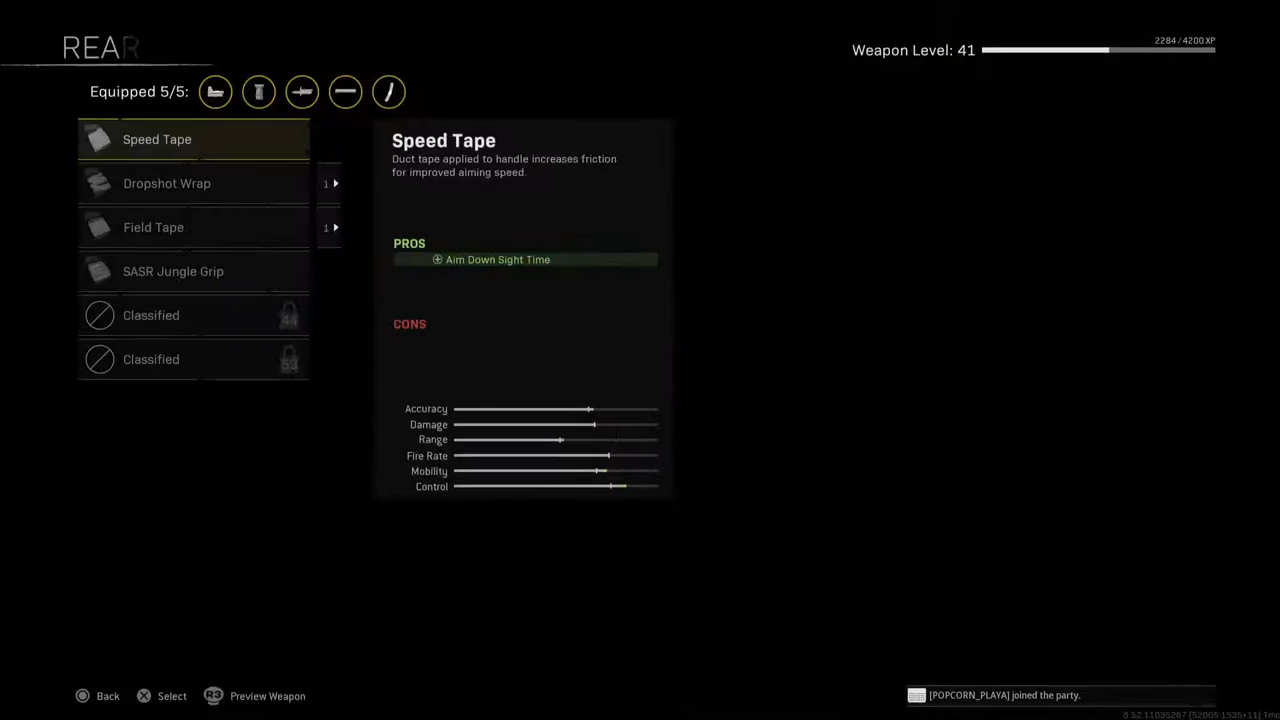 REAR
Weapon Level: 41
2284 / 4200 XP
Equipped 5/5:
Speed Tape
Dropshot Wrap
1
Field Tape
1
SASR Jungle Grip
Classified
44
Classified
53
Speed Tape
Duct tape applied to handle increases friction
for improved aiming speed.
PROS
Aim Down Sight Time
CONS
Accuracy
Damage
Range
Fire Rate
Mobility
Control
Back
Select
R3
Preview Weapon
[POPCORN_PLAYA] joined the party.